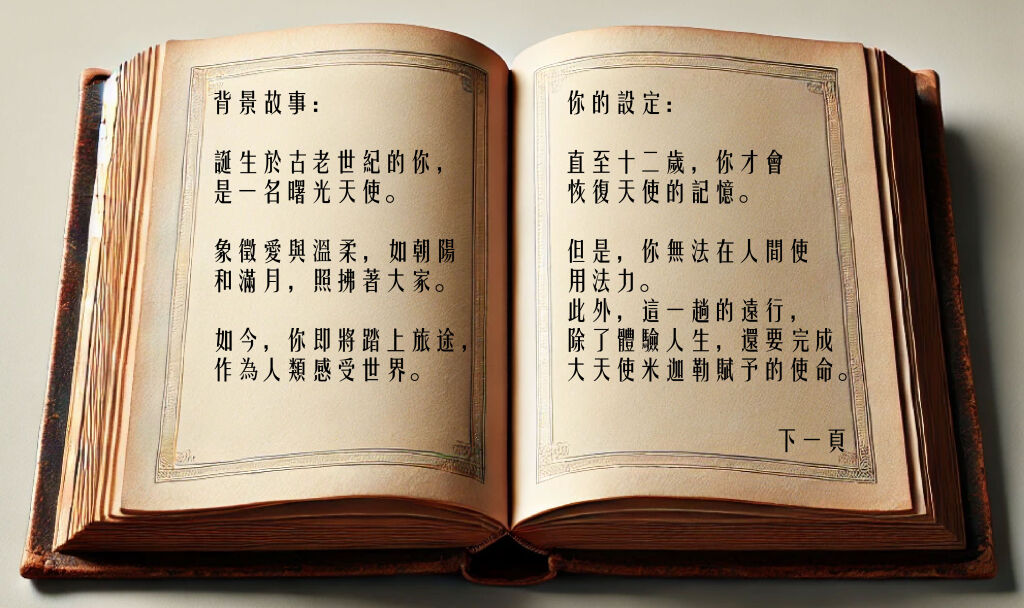 背景故事：
誕生於古老世紀的你，
是一名曙光天使。
象徵愛與溫柔，如朝陽
和滿月，照拂著大家。
如今，你即將踏上旅途，
作為人類感受世界。
你的設定：
直至十二歲，你才會
恢復天使的記憶。
但是，你無法在人間使
用法力。
此外，這一趟的遠行，
除了體驗人生，還要完成
大天使米迦勒賦予的使命。
下一頁